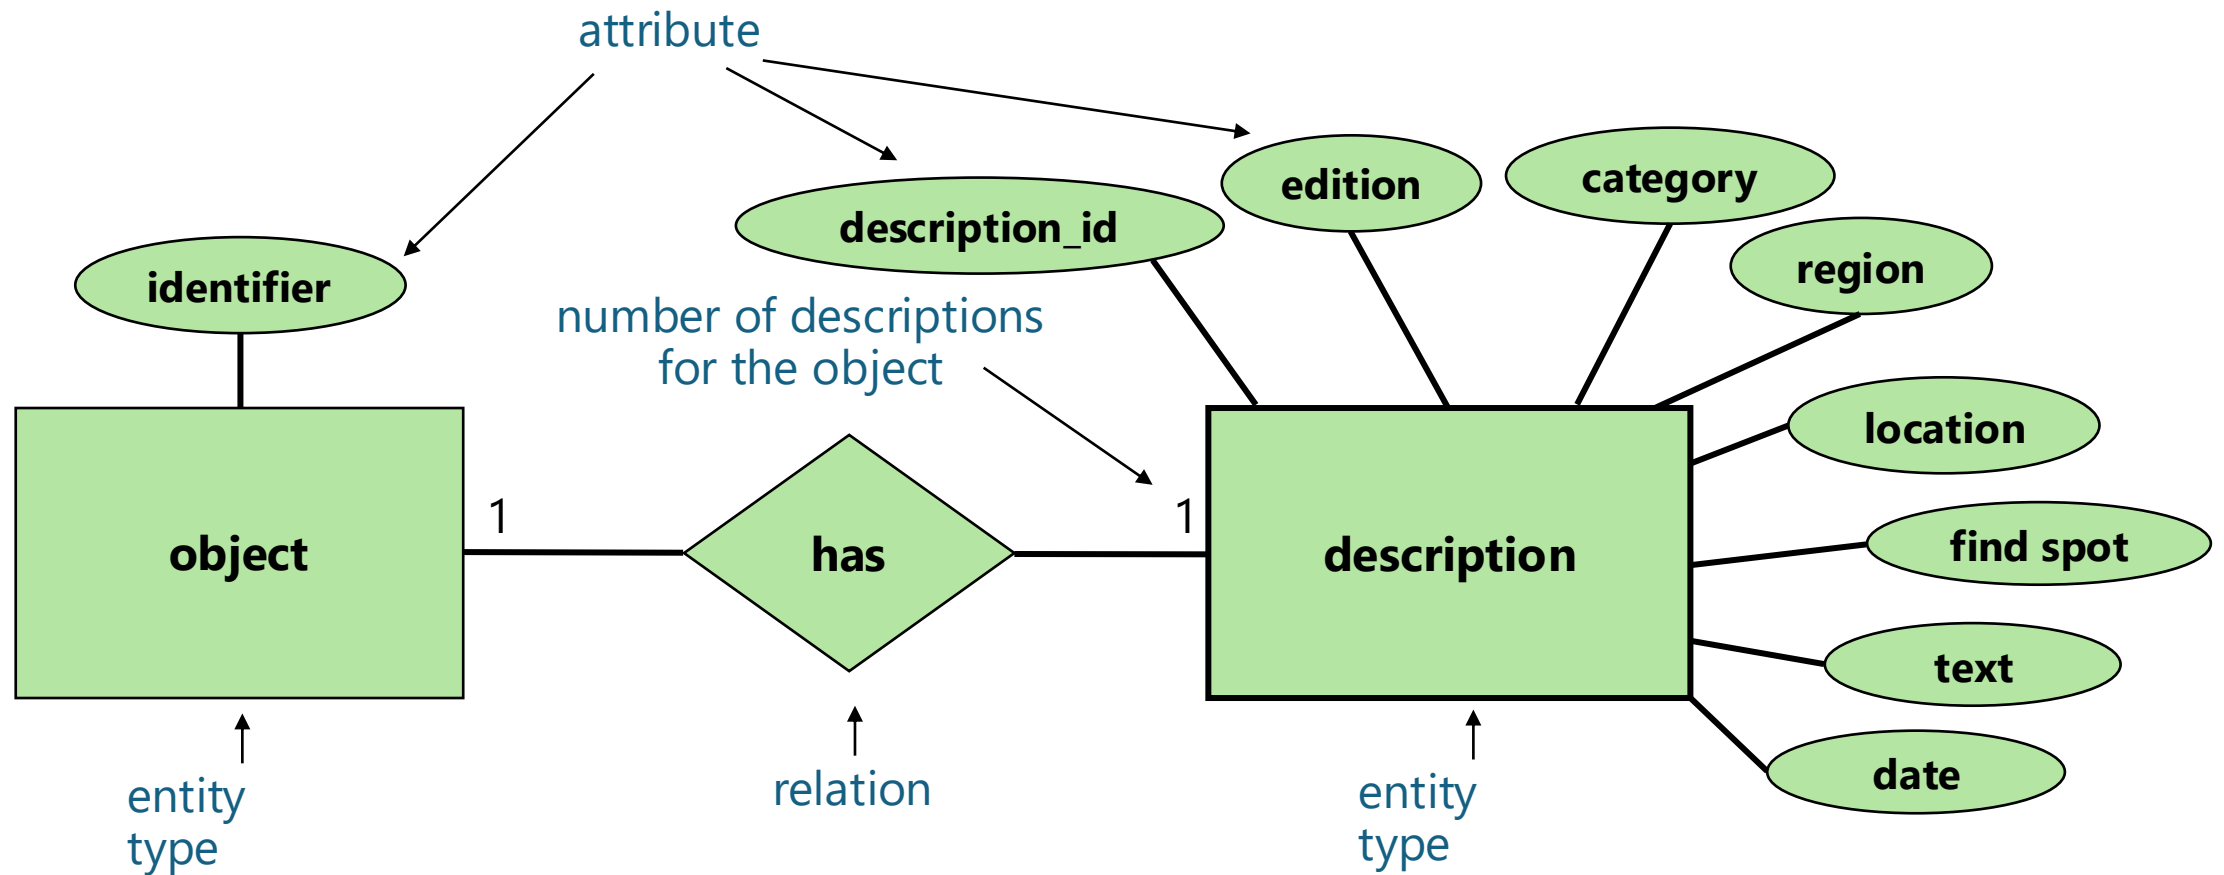 attribute
edition
category
description_id
region
identifier
number of descriptions
for the object
location
1
1
object
has
description
find spot
text
date
entity
type
relation
entity
type